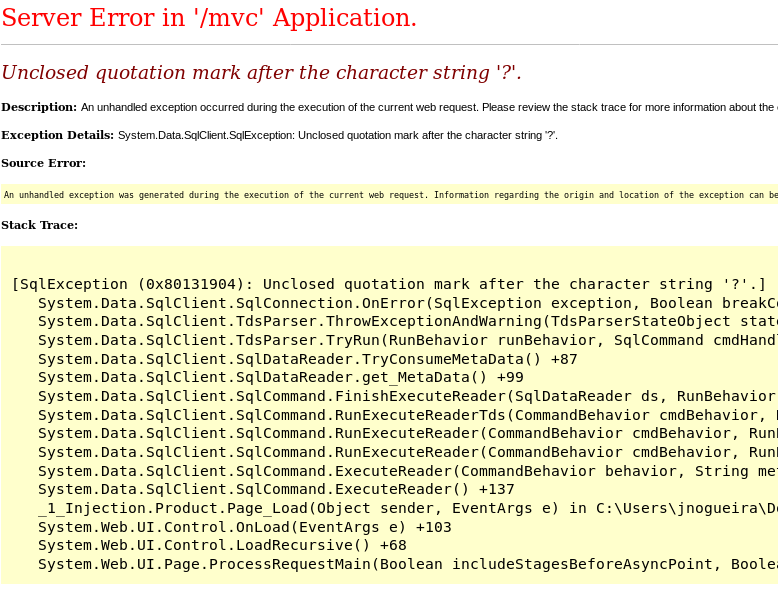 Server Error in '/mvc' Application.
Unclosed quotation mark after the character string '?'.
Description: An unhandled exception occurred during the execution of the current web request. Please review the stack trace for more information about the
Exception Details: System.Data.SqlClient.SqlException: Unclosed quotation mark after the character string '?'.
Source Error:
An unhandled exception was generated during the execution of the current web request. Information regarding the origin and location of the exception can be
Stack Trace:
[SqlException (0x80131904): Unclosed quotation mark after the character string '?'.]
System.Data.SqlClient.SqlConnection.OnError(SqlException exception, Boolean breakCo
System.Data.SqlClient.TdsParser.ThrowExceptionAndWarning(TdsParserStateObject state
System.Data.SqlClient.TdsParser.TryRun(RunBehavior runBehavior, SqlCommand cmdHand
System.Data.SqlClient.SqlDataReader.TryConsumeMetaData() +87
System.Data.SqlClient.SqlDataReader.get_MetaData() +99
System.Data.SqlClient.SqlCommand.FinishExecuteReader(SqlDataReader ds, RunBehavior
System.Data.SqlClient.SqlCommand.RunExecuteReaderTds(CommandBehavior cmdBehavior,
System.Data.SqlClient.SqlCommand.RunExecuteReader(CommandBehavior cmdBehavior, Run
System.Data.SqlClient.SqlCommand.RunExecuteReader(CommandBehavior cmdBehavior, Run
System.Data.SqlClient.SqlCommand.ExecuteReader(CommandBehavior behavior, String met
System.Data.SqlClient.SqlCommand.ExecuteReader() +137
_1_Injection.Product.Page_Load(Object sender, EventArgs e) in C:\Users\jnogueira\De
System.Web.UI.Control.OnLoad(EventArgs e) +103
System.Web.UI.Control.LoadRecursive() +68
System.Web.UI.Page.ProcessRequestMain(Boolean includeStagesBeforeAsyncPoint, Boolea